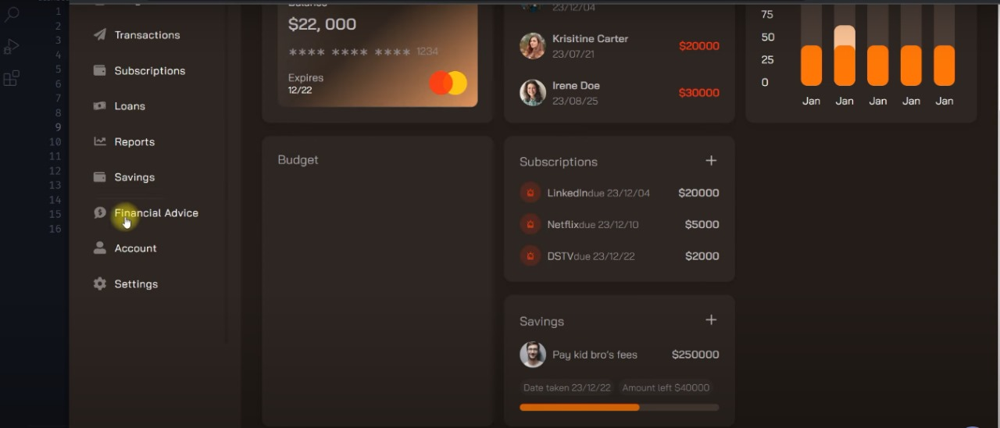 1
2
3
4
5
6
7
8
9
10
11
12
13
14
15
16
Transactions
Subscriptions
Loans
Reports
Savings
Financial Advice
Account
Settings
Balance
$22, 000
**** **** **** 1234
Expires
12/22
23/12/04
Krisitine Carter
23/07/21
$20000
Irene Doe
23/08/25
$30000
75
50
25
0
Jan Jan Jan Jan Jan
Budget
Subscriptions +
LinkedIndue 23/12/04 $20000
Netflixdue 23/12/10 $5000
DSTVdue 23/12/22 $2000
Savings +
Pay kid bro's fees $250000
Date taken 23/12/22 Amount left $40000